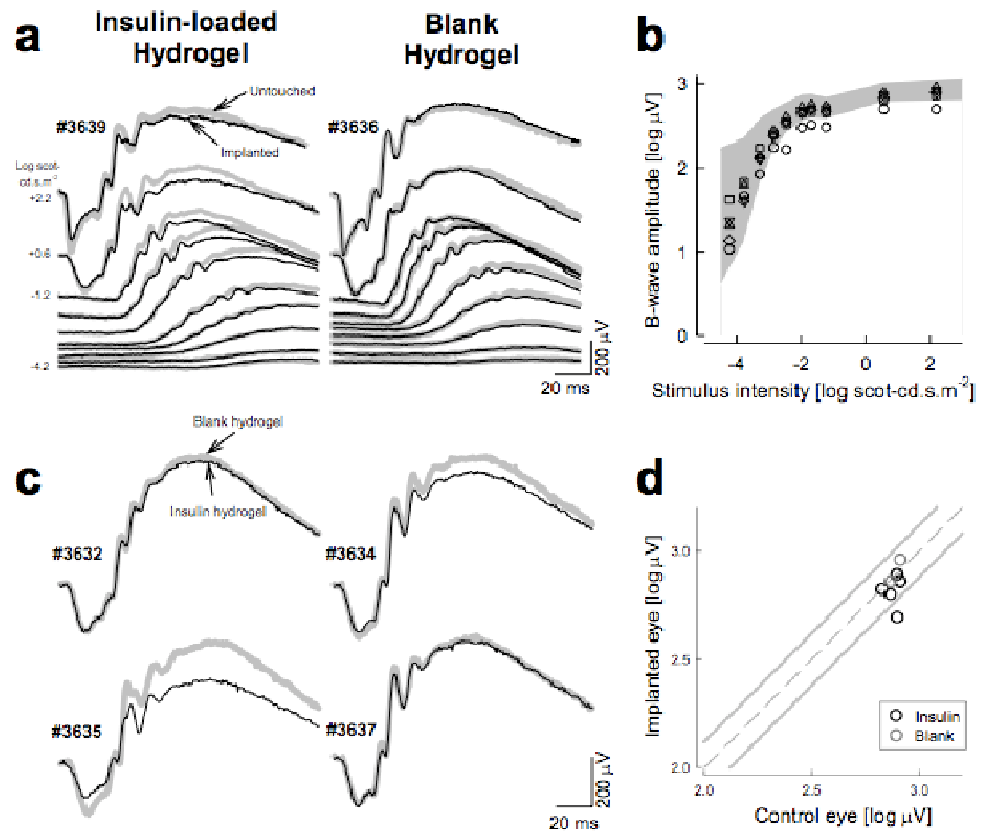 a
Insulin-loaded
Hydrogel
Blank
Hydrogel
#3639
Untouched
Implanted
#3636
Log scot-
cd.s.m-2
+2.2
+0.6
-1.2
-4.2
200 µV
20 ms
b
B-wave amplitude [log µV]
3
2
1
0
-4
-2
0
2
Stimulus intensity [log scot-cd.s.m-2]
c
Blank hydrogel
Insulin hydrogel
#3632
#3634
#3635
#3637
200 µV
20 ms
d
Implanted eye [log µV]
3.0
2.5
2.0
Insulin
Blank
2.0
2.5
3.0
Control eye [log µV]